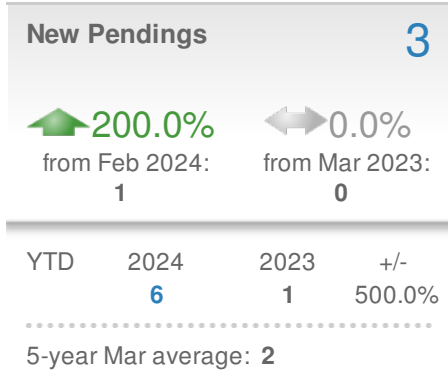 New Pendings 3
200.0% 0.0%
from Feb 2024: from Mar 2023:
1 0
YTD 2024 2023 +/-
6 1 500.0%
5-year Mar average: 2